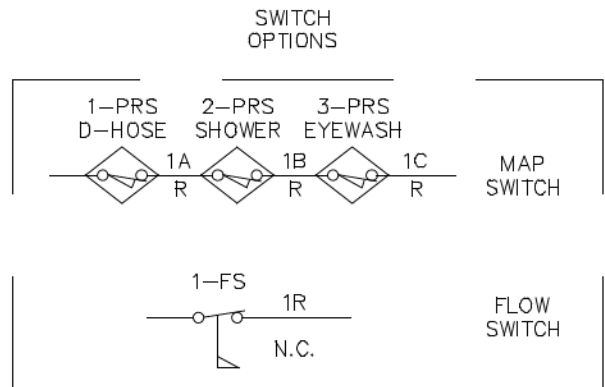 SWITCH
OPTIONS
1-PRS 2-PRS 3-PRS
D-HOSE SHOWER EYEWASH
1A 1B 1C
R R R
MAP
SWITCH
1-FS
1R
N.C.
FLOW
SWITCH